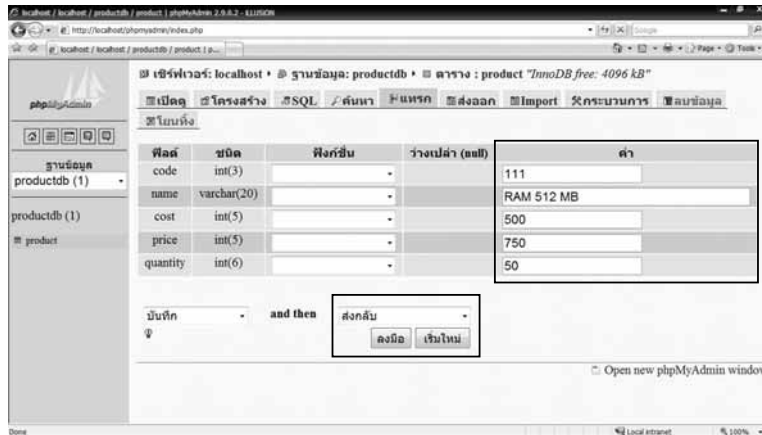 localhost / localhost / productdb / product | phpMyAdmin 2.9.0.2 - ILLUSION
http://localhost/phpmyadmin/index.php
Google
localhost / localhost / productdb / product | p...
Page
Tools
phpMyAdmin
ฐานข้อมูล
productdb (1)
productdb (1)
product
เซิร์ฟเวอร์: localhost ฐานข้อมูล: productdb ตาราง : product "InnoDB free: 4096 kB"
เปิดดู โครงสร้าง SQL ค้นหา แทรก ส่งออก Import กระบวนการ ลบข้อมูล
โยนทิ้ง
ฟิลด์ ชนิด ฟังก์ชั่น ว่างเปล่า (null) ค่า
code int(3) 111
name varchar(20) RAM 512 MB
cost int(5) 500
price int(5) 750
quantity int(6) 50
บันทึก and then ส่งกลับ
ลงมือ เริ่มใหม่
Open new phpMyAdmin window
Done
Local intranet
100%